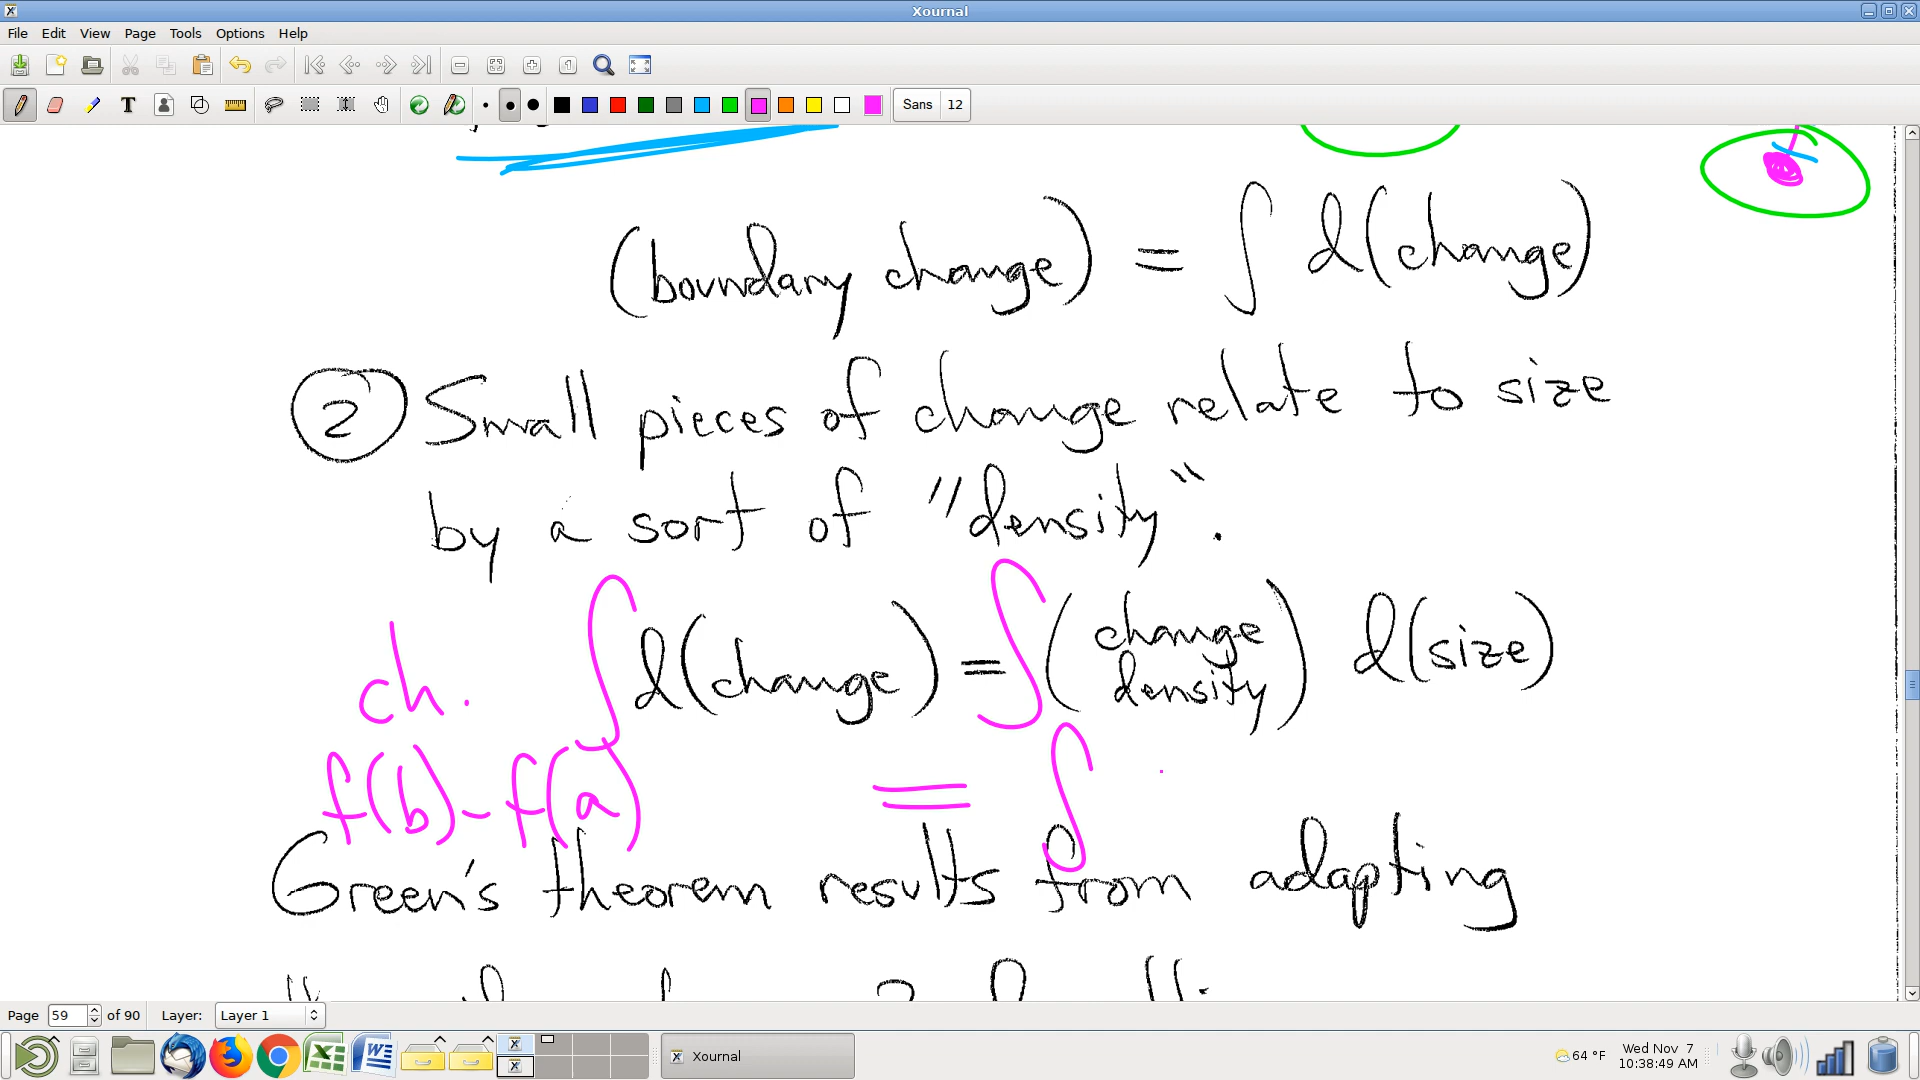 Xournal
File Edit View Page Tools Options Help
Sans 12
(boundary change) = ∫ d(change)
② Small pieces of change relate to size
by a sort of "density".
ch. ∫ d(change) = ∫ (change density) d(size)
f(b) - f(a) = ∫
Green's theorem results from adapting
Page 59 of 90 Layer: Layer 1
Xournal
64 °F
Wed Nov 7
10:38:49 AM